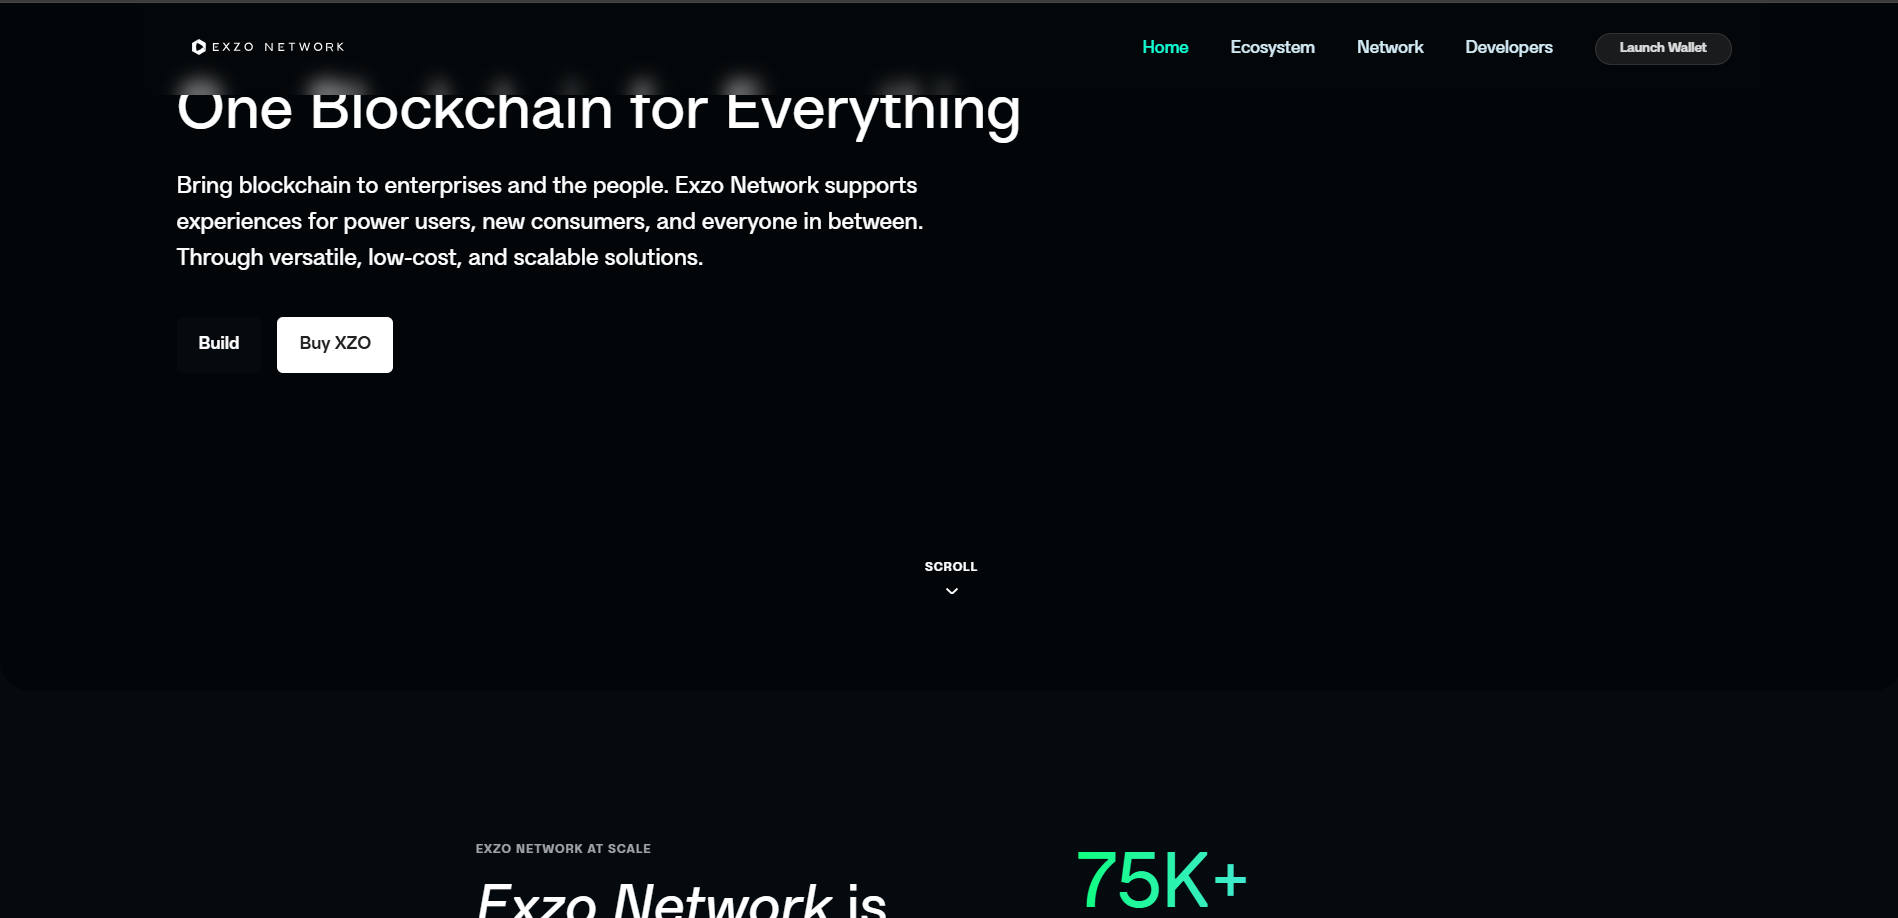 EXZO NETWORK
Home
Ecosystem
Network
Developers
Launch Wallet
One Blockchain for Everything
Bring blockchain to enterprises and the people. Exzo Network supports
experiences for power users, new consumers, and everyone in between.
Through versatile, low-cost, and scalable solutions.
Build
Buy XZO
SCROLL
EXZO NETWORK AT SCALE
Exzo Network is
75K+